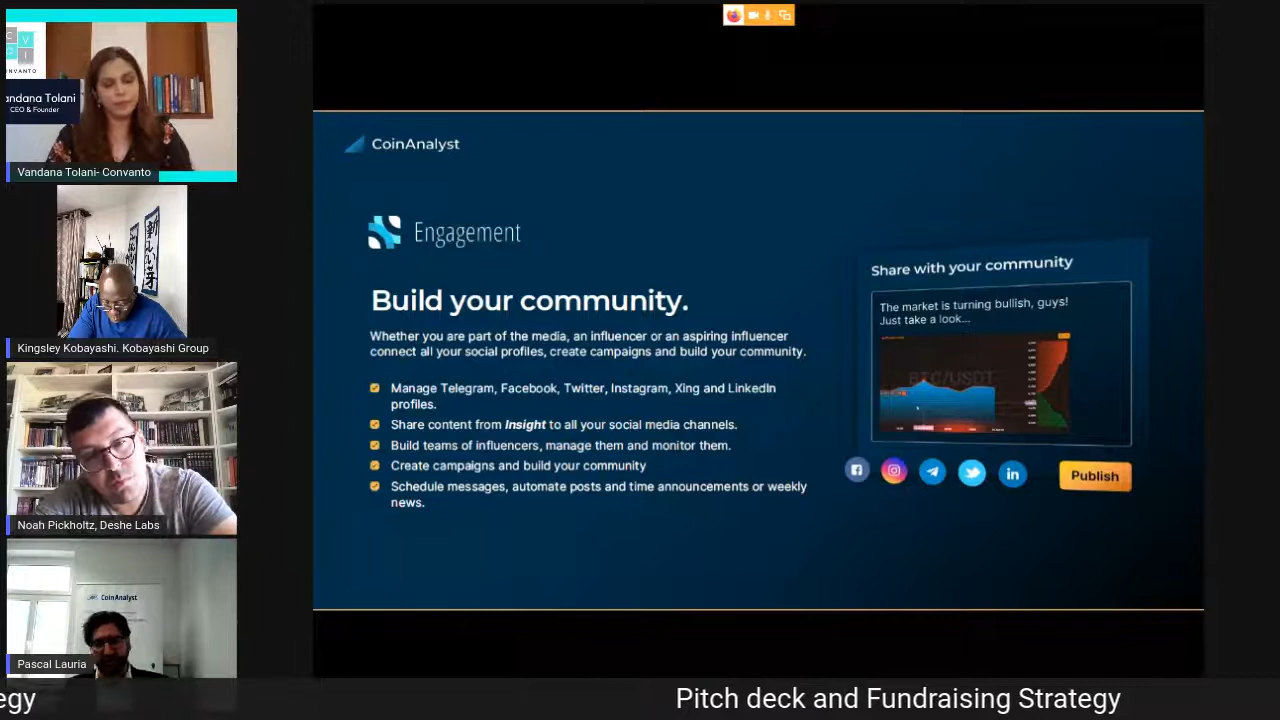 C
V
I
INVANTO
andana Tolani
CEO & Founder
Vandana Tolani- Convanto
Kingsley Kobayashi. Kobayashi Group
Noah Pickholtz, Deshe Labs
CoinAnalyst
Pascal Lauria
CoinAnalyst
Engagement
Build your community.
Whether you are part of the media, an influencer or an aspiring influencer
connect all your social profiles, create campaigns and build your community.
Manage Telegram, Facebook, Twitter, Instagram, Xing and LinkedIn
profiles.
Share content from Insight to all your social media channels.
Build teams of influencers, manage them and monitor them.
Create campaigns and build your community
Schedule messages, automate posts and time announcements or weekly
news.
Share with your community
The market is turning bullish, guys!
Just take a look...
BTC/USDT
in
Publish
egy
Pitch deck and Fundraising Strategy